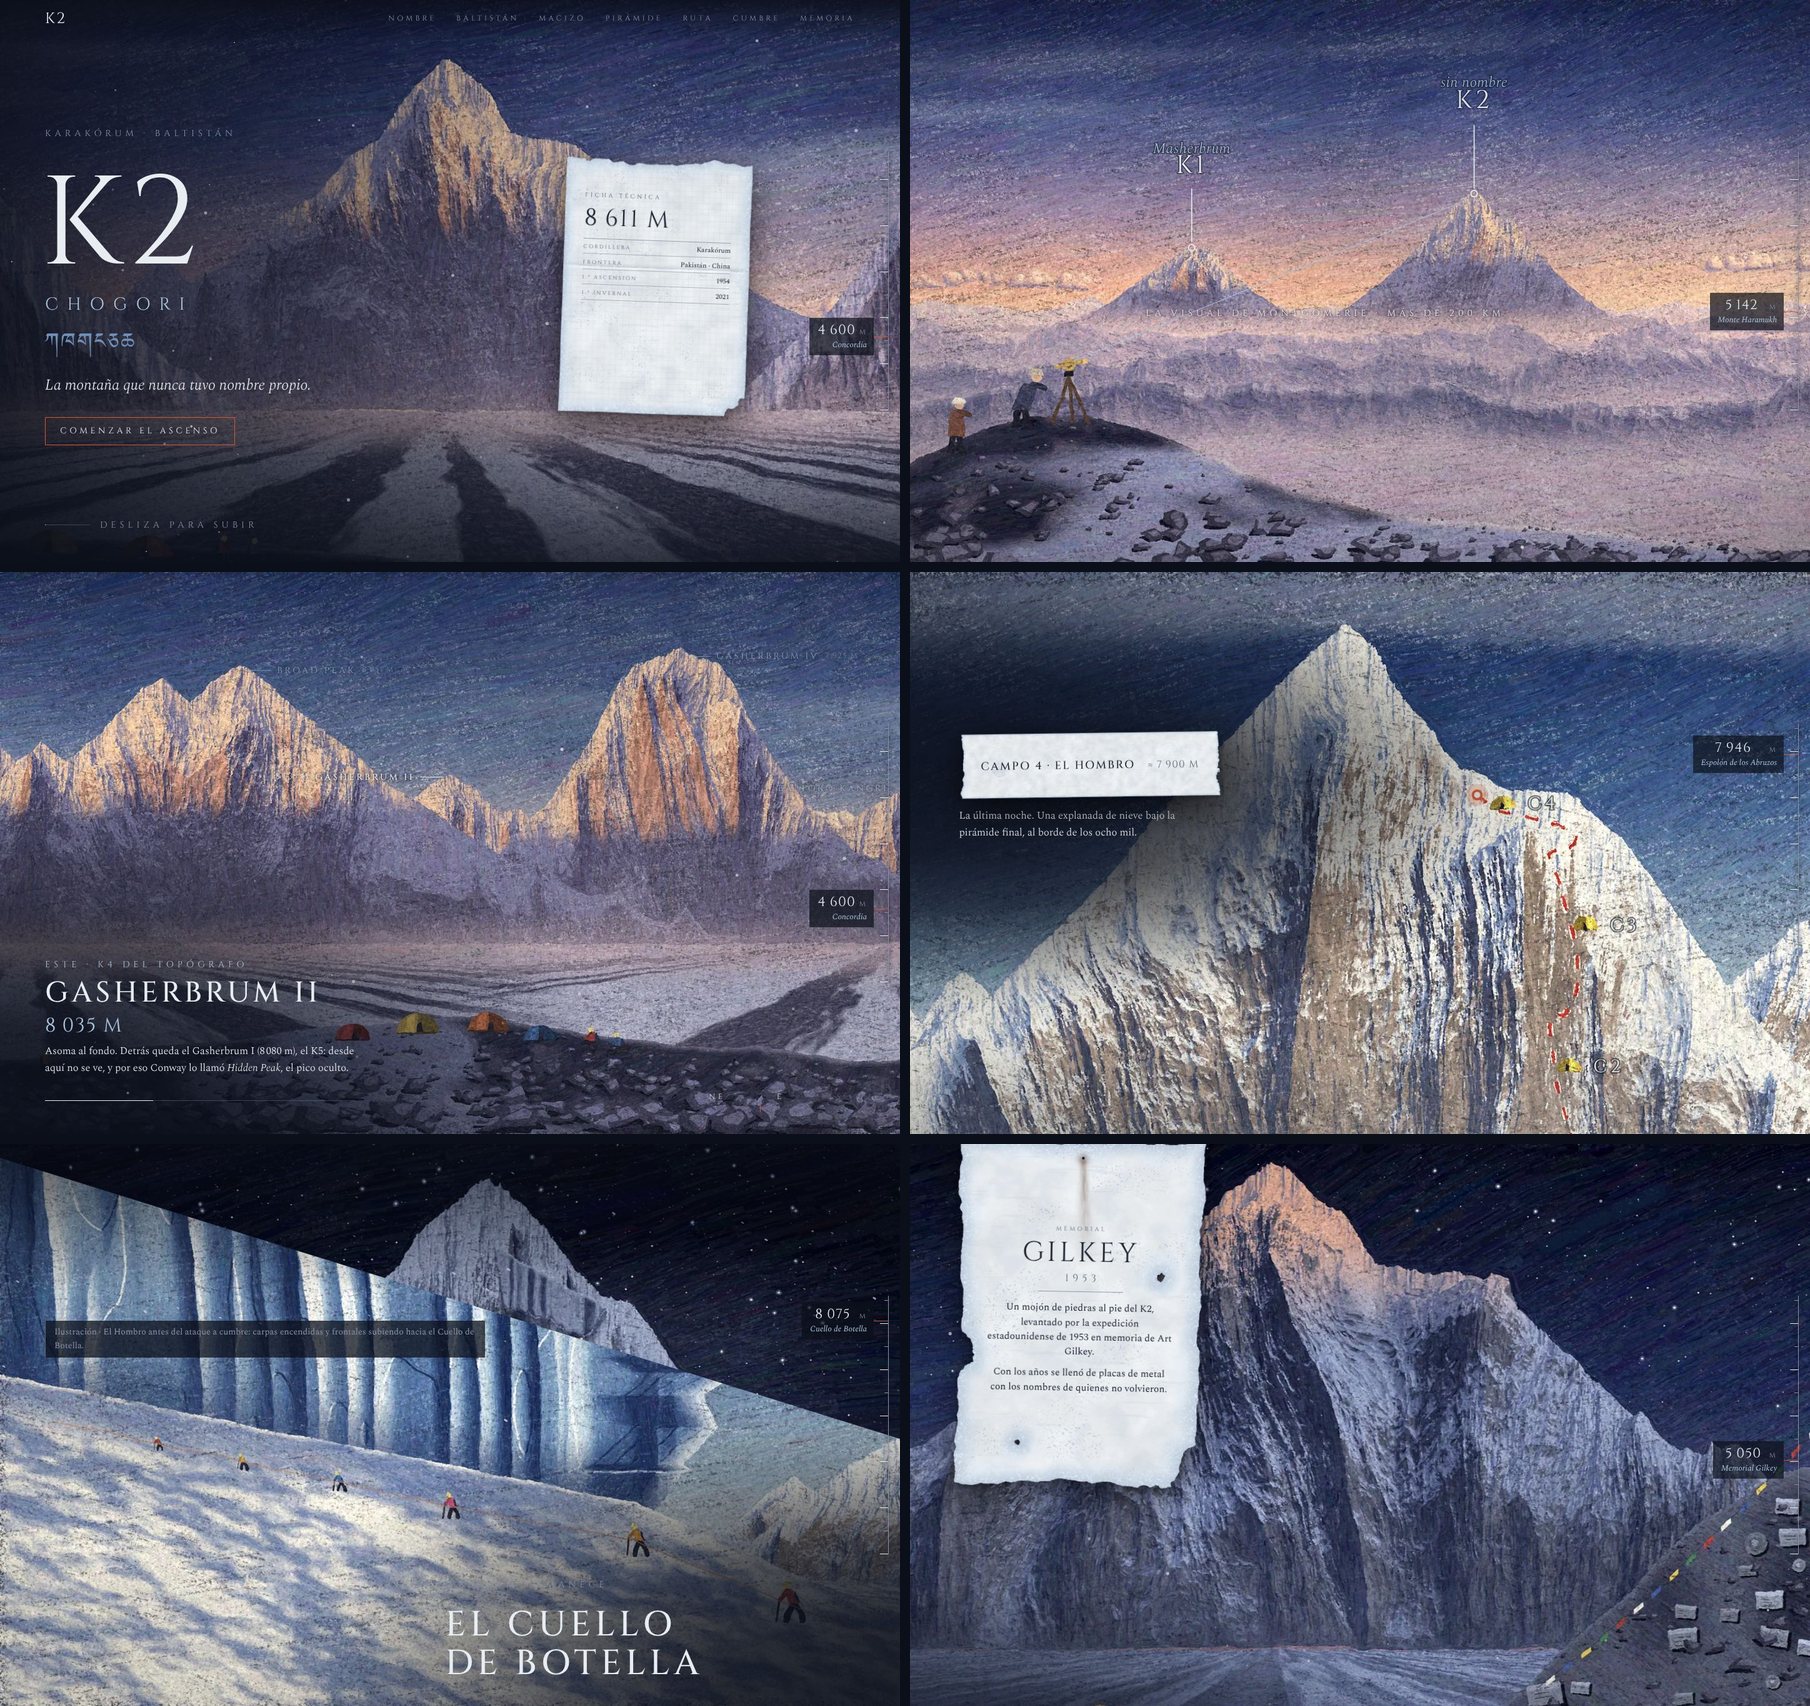 K2
NOMBRE BALTISTÁN MACIZO PIRÁMIDE RUTA CUMBRE MEMORIA
KARAKÓRUM · BALTISTÁN
K2
CHOGORI
La montaña que nunca tuvo nombre propio.
COMENZAR EL ASCENSO
DESLIZA PARA SUBIR
FICHA TÉCNICA
8 611 M
CORDILLERA Karakórum
FRONTERA Pakistán · China
1.ª ASCENSIÓN 1954
1.ª INVERNAL 2021
4 600 M
Concordia
sin nombre
K2
Masherbrum
K1
LA VISUAL DE MONTGOMERIE · MÁS DE 200 KM
5 142 M
Monte Haramukh
BROAD PEAK
GASHERBRUM IV
GASHERBRUM II
4 600 M
Concordia
ESTE · K4 DEL TOPÓGRAFO
GASHERBRUM II
8 035 M
Asoma al fondo. Detrás queda el Gasherbrum I (8080 m), el K5: desde
aquí no se ve, y por eso Conway lo llamó Hidden Peak, el pico oculto.
NE E
CAMPO 4 · EL HOMBRO ≈ 7 900 M
La última noche. Una explanada de nieve bajo la
pirámide final, al borde de los ocho mil.
7 946 M
Espolón de los Abruzos
C4
C3
C2
8 075 M
Cuello de Botella
Ilustración · El Hombro antes del ataque a cumbre: carpas encendidas y frontales subiendo hacia el Cuello de
Botella.
EL CUELLO
DE BOTELLA
MEMORIAL
GILKEY
1953
Un mojón de piedras al pie del K2,
levantado por la expedición
estadounidense de 1953 en memoria de Art
Gilkey.
Con los años se llenó de placas de metal
con los nombres de quienes no volvieron.
5 050 M
Memorial Gilkey